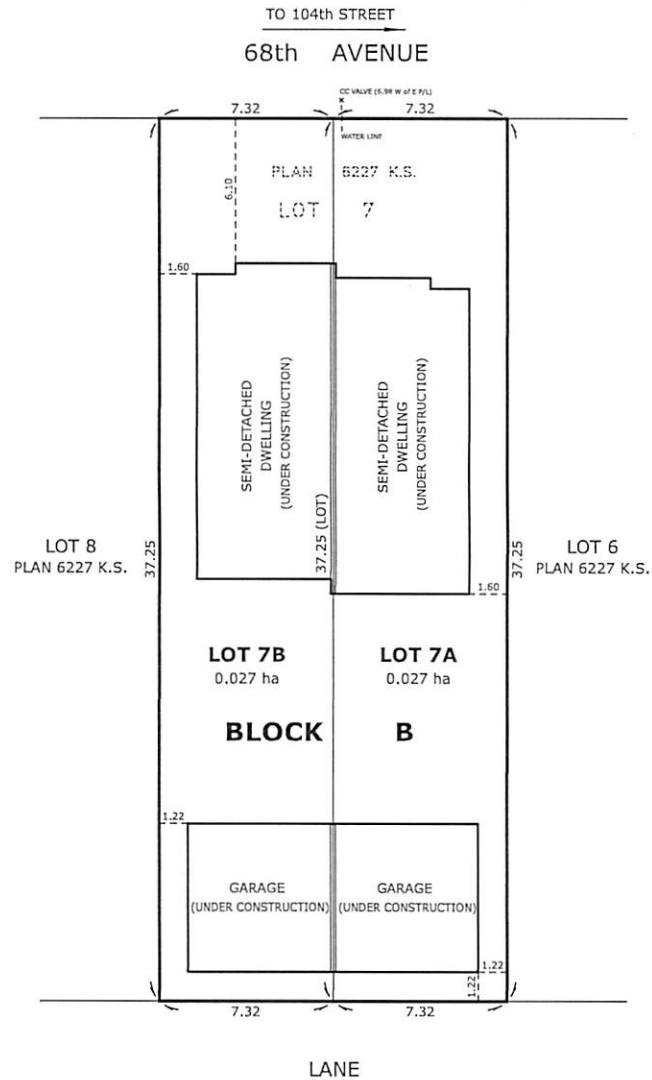 TO 104th STREET
68th AVENUE
CC VALVE (5.98 W of E P/L)
7.32 7.32
WATER LINE
PLAN 6227 K.S.
6.10
LOT 7
1.60
SEMI-DETACHED
DWELLING
(UNDER CONSTRUCTION)
SEMI-DETACHED
DWELLING
(UNDER CONSTRUCTION)
37.25 (LOT)
LOT 8
PLAN 6227 K.S.
37.25
37.25
LOT 6
PLAN 6227 K.S.
1.60
LOT 7B
0.027 ha
LOT 7A
0.027 ha
BLOCK B
1.22
GARAGE
(UNDER CONSTRUCTION)
GARAGE
(UNDER CONSTRUCTION)
1.22
1.22
7.32 7.32
LANE